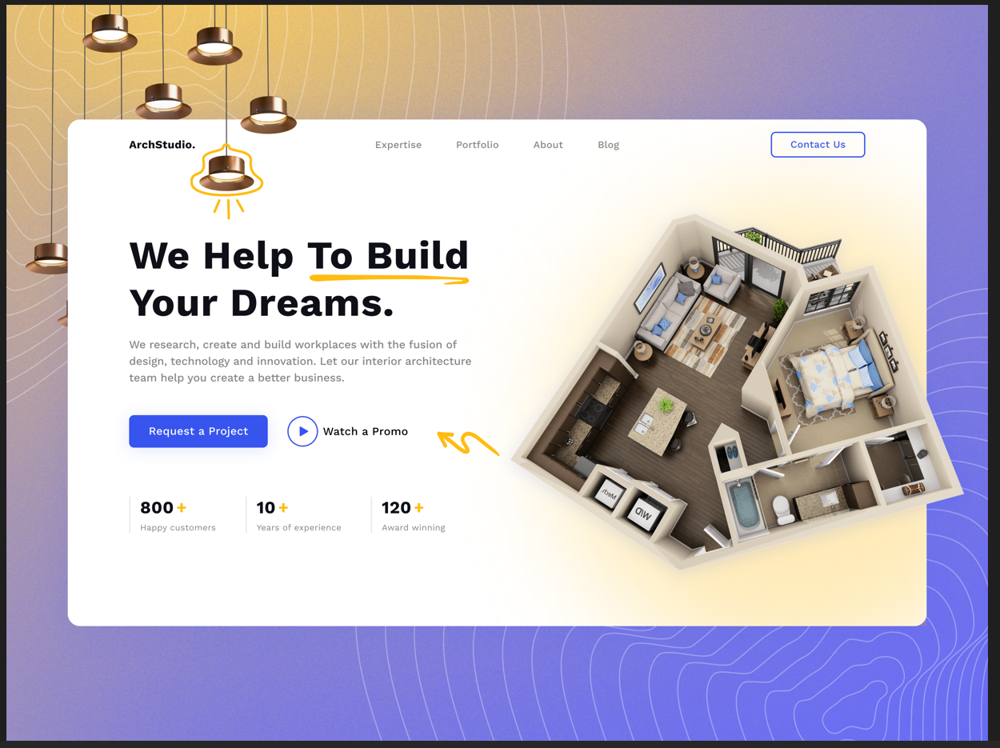 ArchStudio.
Expertise
Portfolio
About
Blog
Contact Us
We Help To Build
Your Dreams.
We research, create and build workplaces with the fusion of
design, technology and innovation. Let our interior architecture
team help you create a better business.
Request a Project
Watch a Promo
800+
Happy customers
10+
Years of experience
120+
Award winning
W/D